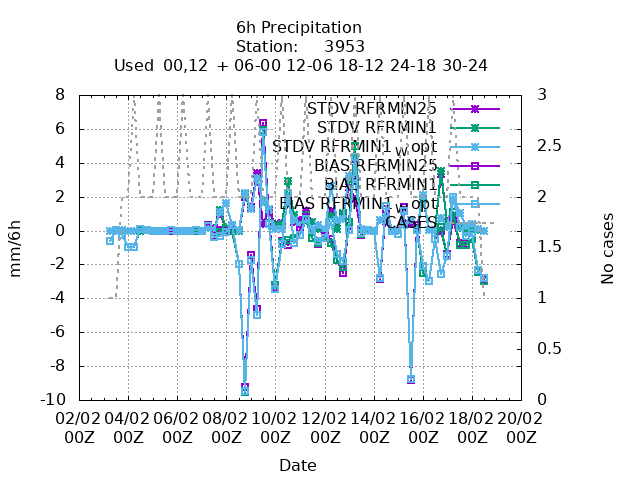 6h Precipitation
Station: 3953
Used 00,12 + 06-00 12-06 18-12 24-18 30-24
STDV RFRMIN25
STDV RFRMIN1
STDV RFRMIN1_w_opt
BIAS RFRMIN25
BIAS RFRMIN1
BIAS RFRMIN1_w_opt
CASES
mm/6h
8
6
4
2
0
-2
-4
-6
-8
-10
No cases
3
2.5
2
1.5
1
0.5
0
02/02 04/02 06/02 08/02 10/02 12/02 14/02 16/02 18/02 20/02
00Z 00Z 00Z 00Z 00Z 00Z 00Z 00Z 00Z 00Z
Date